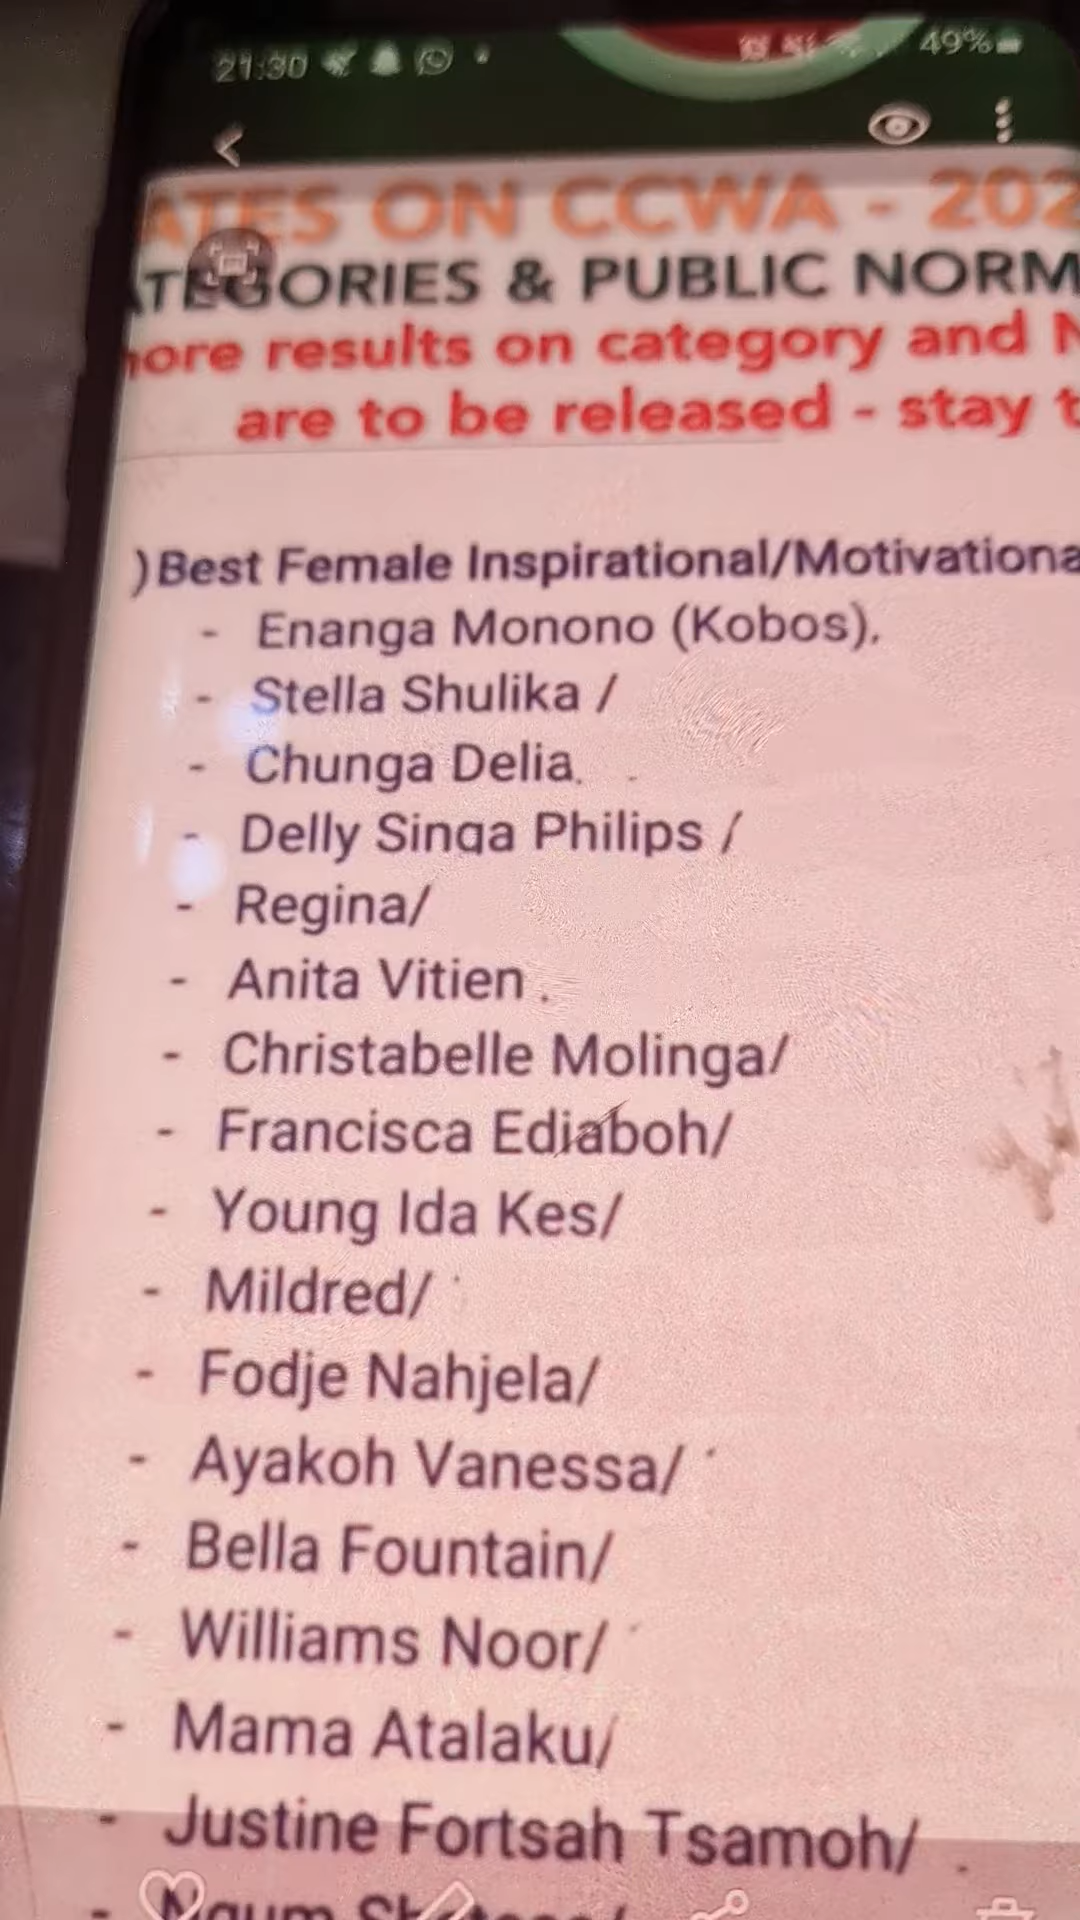 21:30 49%
ATES ON CCWA - 202
ATEGORIES & PUBLIC NORM
ore results on category and N
are to be released - stay t
) Best Female Inspirational/Motivationa
- Enanga Monono (Kobos).
- Stella Shulika /
- Chunga Delia.
- Delly Singa Philips /
- Regina/
- Anita Vitien .
- Christabelle Molinga/
- Francisca Ediaboh/
- Young Ida Kes/
- Mildred/
- Fodje Nahjela/
- Ayakoh Vanessa/
- Bella Fountain/
- Williams Noor/
- Mama Atalaku/
- Justine Fortsah Tsamoh/ .
- Ngum